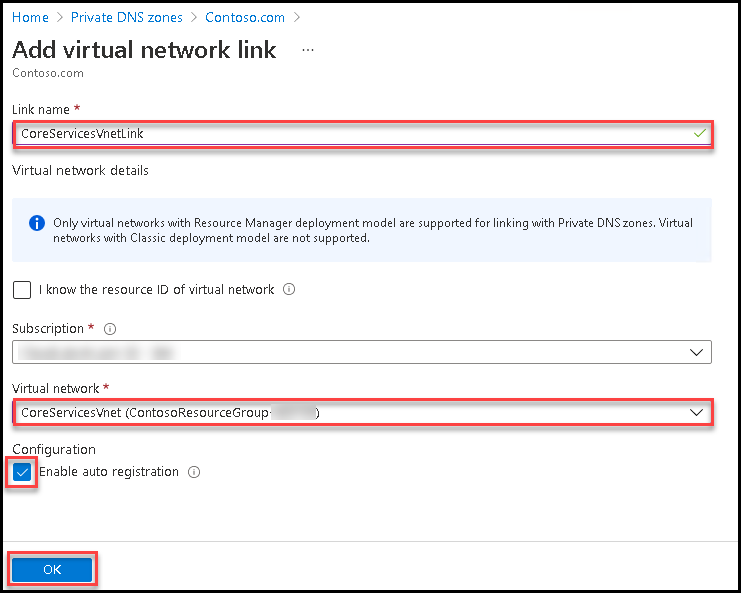 Home > Private DNS zones > Contoso.com >
Add virtual network link ...
Contoso.com
Link name *
CoreServicesVnetLink
Virtual network details
Only virtual networks with Resource Manager deployment model are supported for linking with Private DNS zones. Virtual
networks with Classic deployment model are not supported.
I know the resource ID of virtual network
Subscription *
Virtual network *
CoreServicesVnet (ContosoResourceGroup- )
Configuration
Enable auto registration
OK